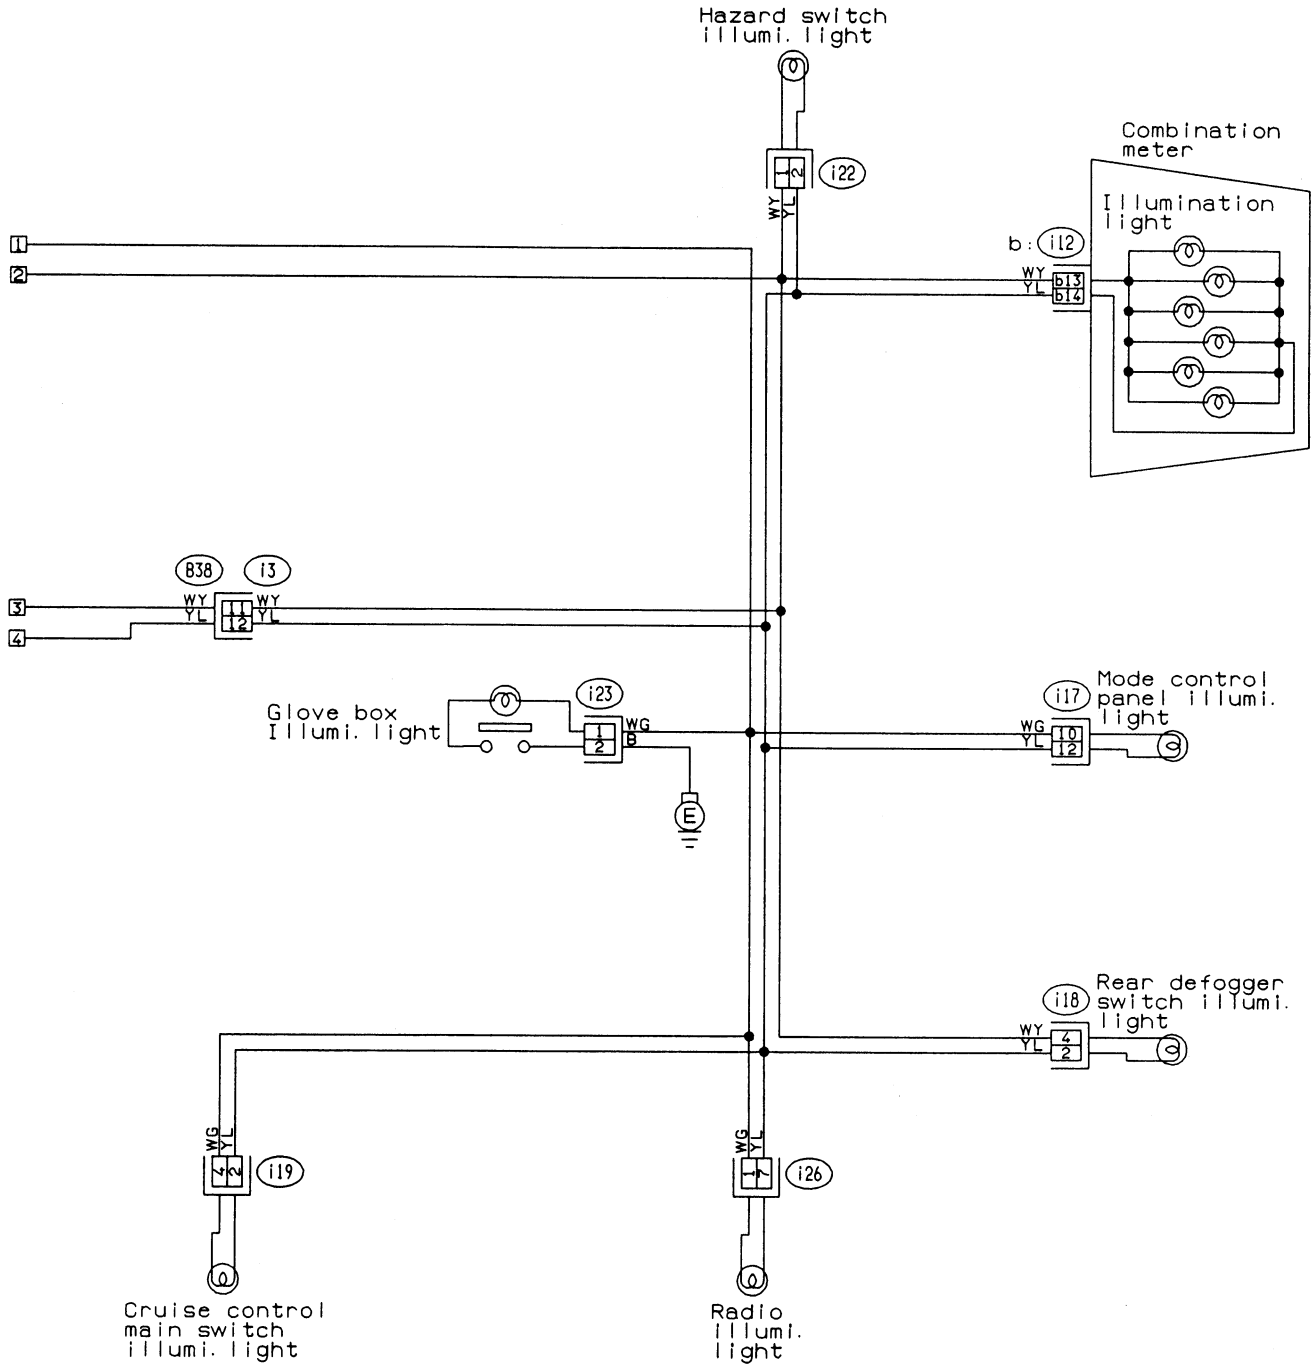 Hazard switch
illumi. light
1
2
i22
WY
YL
Combination
meter
Illumination
light
b: i12
1
2
WY
YL
b13
b14
B38
i3
3
WY
11
WY
4
YL
12
YL
Glove box
Illumi. light
i23
1
WG
2
B
E
i17
Mode control
panel illumi.
light
WG
10
YL
12
i18
Rear defogger
switch illumi.
light
WY
4
YL
2
WG
YL
4
2
i19
WG
YL
1
7
i26
Cruise control
main switch
illumi. light
Radio
illumi.
light